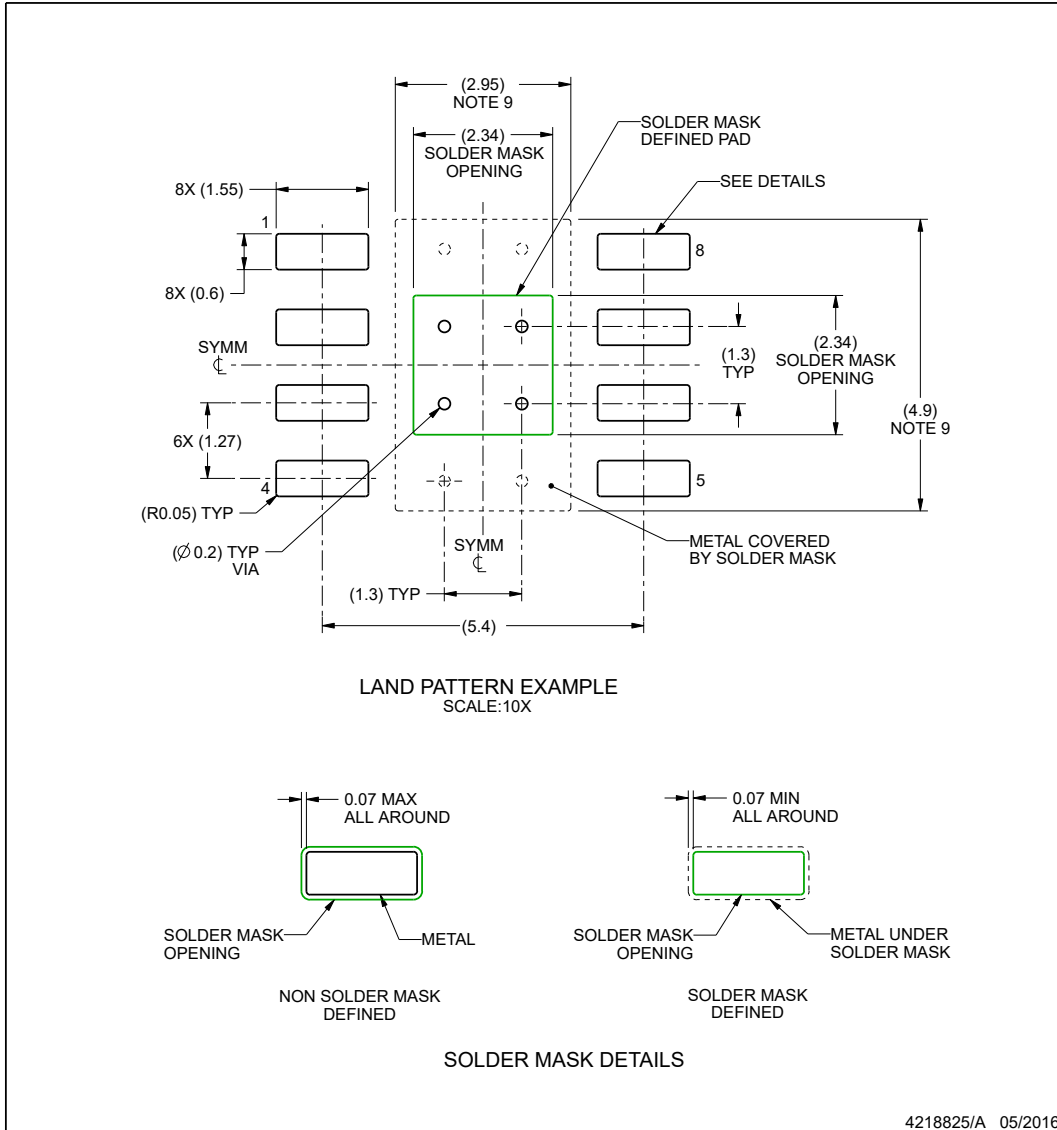 (2.95)
NOTE 9
(2.34)
SOLDER MASK
OPENING
SOLDER MASK
DEFINED PAD
8X (1.55)
SEE DETAILS
1
8
8X (0.6)
SYMM
℄
(1.3)
TYP
(2.34)
SOLDER MASK
OPENING
(4.9)
NOTE 9
6X (1.27)
4
5
(R0.05) TYP
(∅ 0.2) TYP
VIA
SYMM
℄
METAL COVERED
BY SOLDER MASK
(1.3) TYP
(5.4)
LAND PATTERN EXAMPLE
SCALE:10X
0.07 MAX
ALL AROUND
0.07 MIN
ALL AROUND
SOLDER MASK
OPENING
METAL
SOLDER MASK
OPENING
METAL UNDER
SOLDER MASK
NON SOLDER MASK
DEFINED
SOLDER MASK
DEFINED
SOLDER MASK DETAILS
4218825/A 05/2016